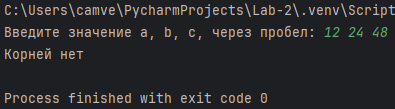 C:\Users\camve\PycharmProjects\Lab-2\.venv\Script
Введите значение a, b, c, через пробел: 12 24 48
Корней нет
Process finished with exit code 0